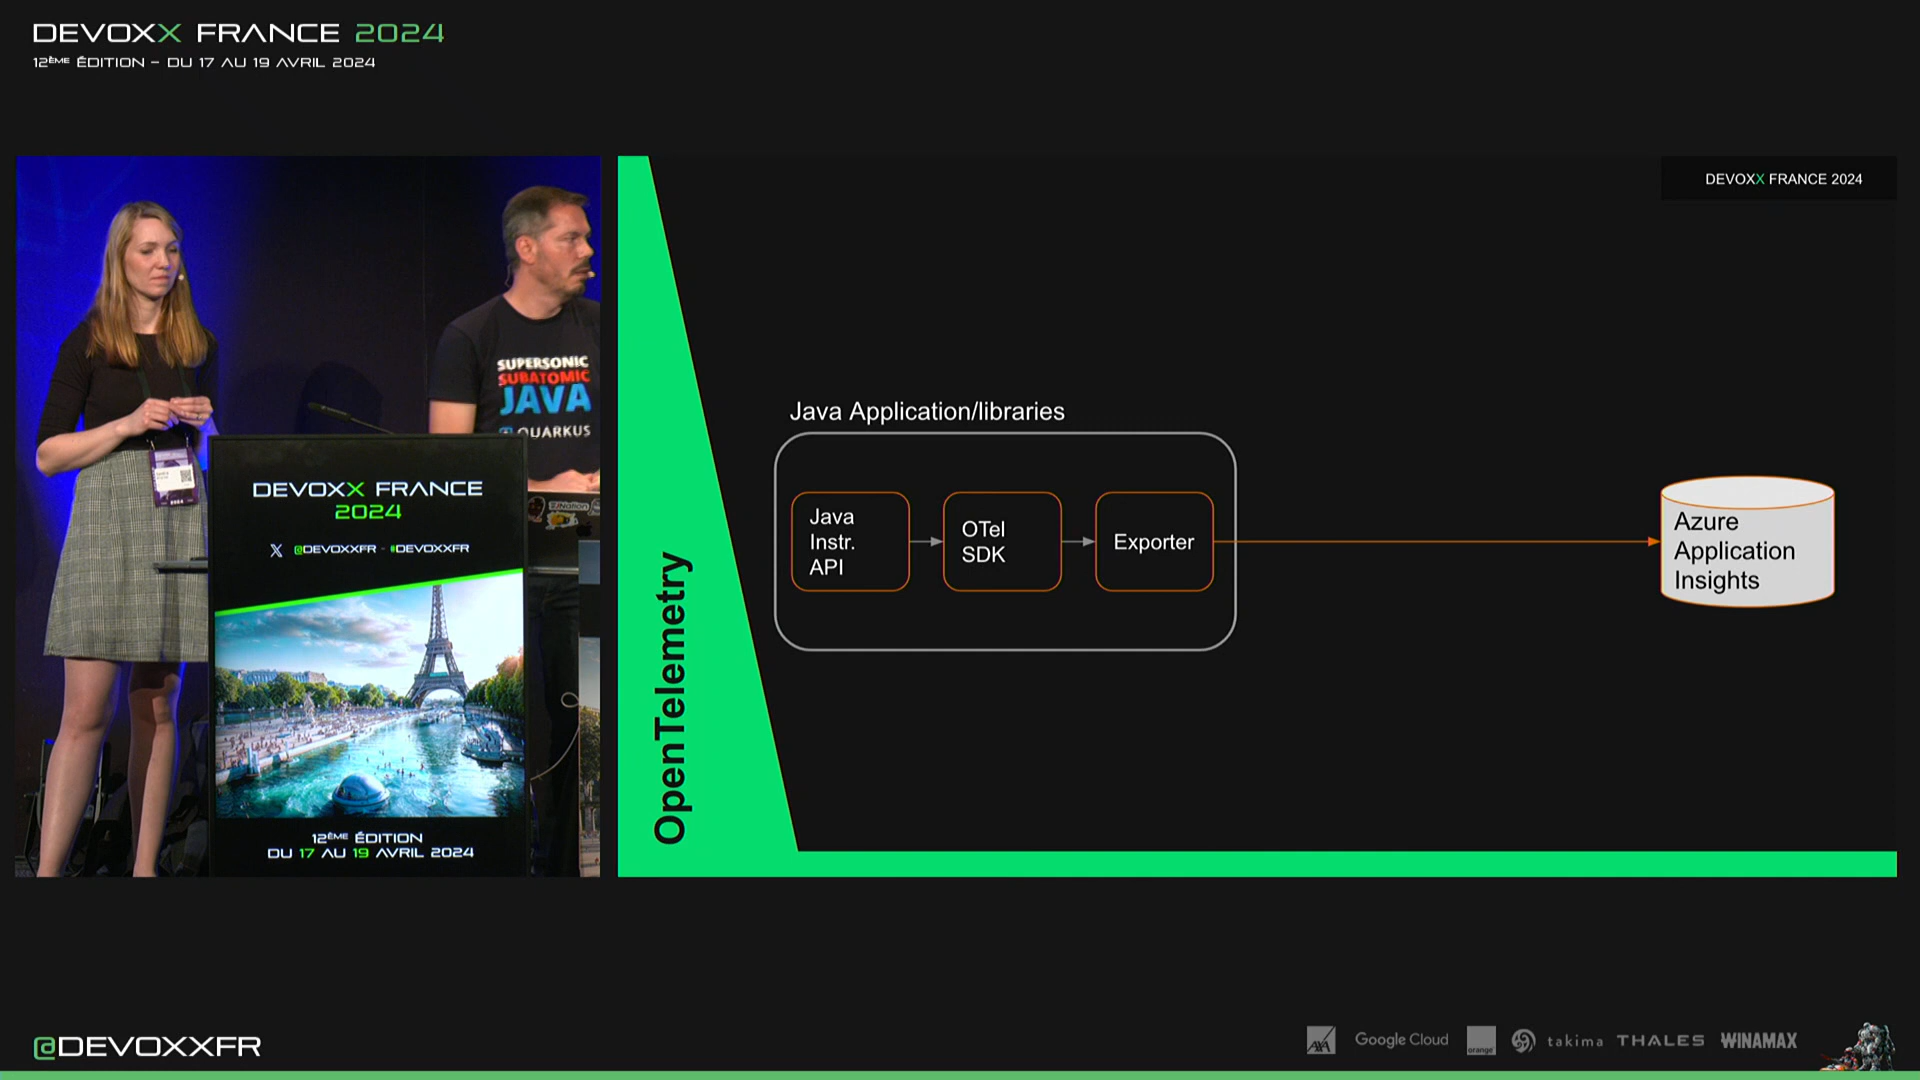 DEVOXX FRANCE 2024
12ÈME ÉDITION – DU 17 AU 19 AVRIL 2024
DEVOXX FRANCE 2024
SUPERSONIC
SUBATOMIC
JAVA
QUARKUS
DEVOXX FRANCE
2024
@DEVOXXFR - #DEVOXXFR
12ÈME ÉDITION
DU 17 AU 19 AVRIL 2024
OpenTelemetry
Java Application/libraries
Java
Instr.
API
OTel
SDK
Exporter
Azure
Application
Insights
@DEVOXXFR
AXA
Google Cloud
orange
takima
THALES
WINAMAX